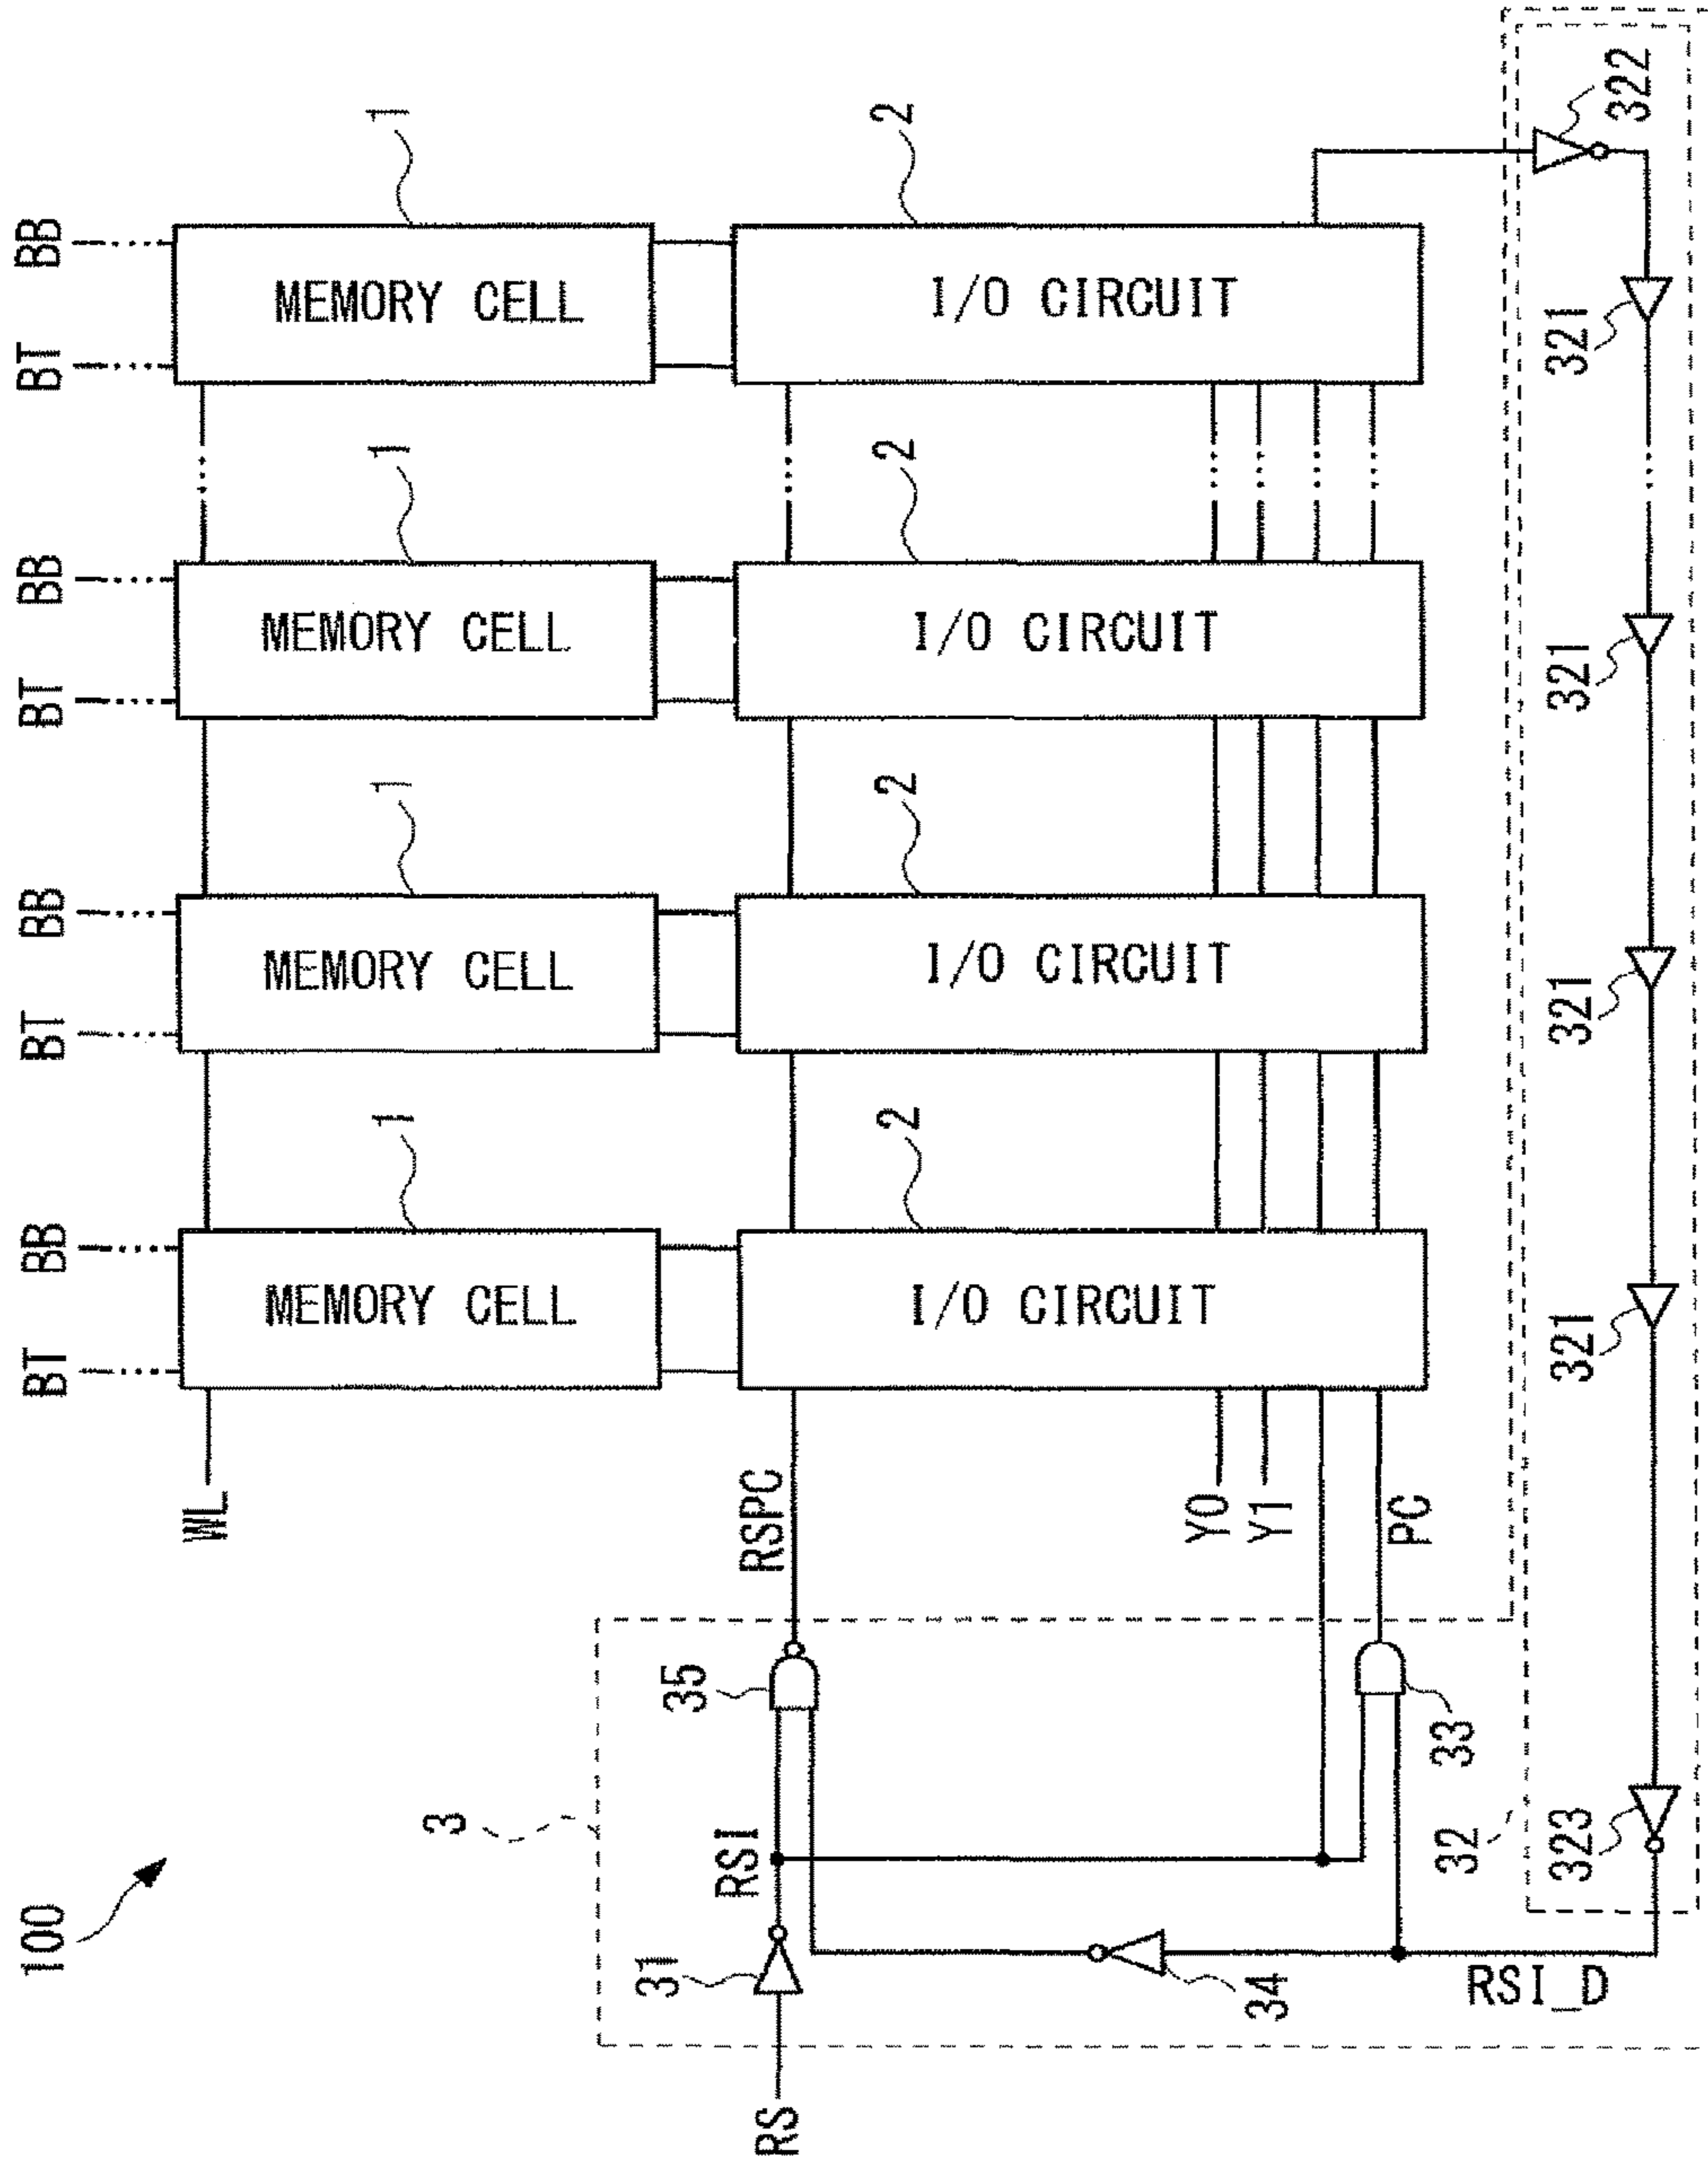 100
BT BB BT BB BT BB BT BB
WL
MEMORY CELL 1
MEMORY CELL 1
MEMORY CELL 1
MEMORY CELL 1
I/O CIRCUIT 2
I/O CIRCUIT 2
I/O CIRCUIT 2
I/O CIRCUIT 2
3
RS
31
RSI
35
RSPC
34
Y0
Y1
PC
33
RSI_D
32
323
321
321
321
321
322